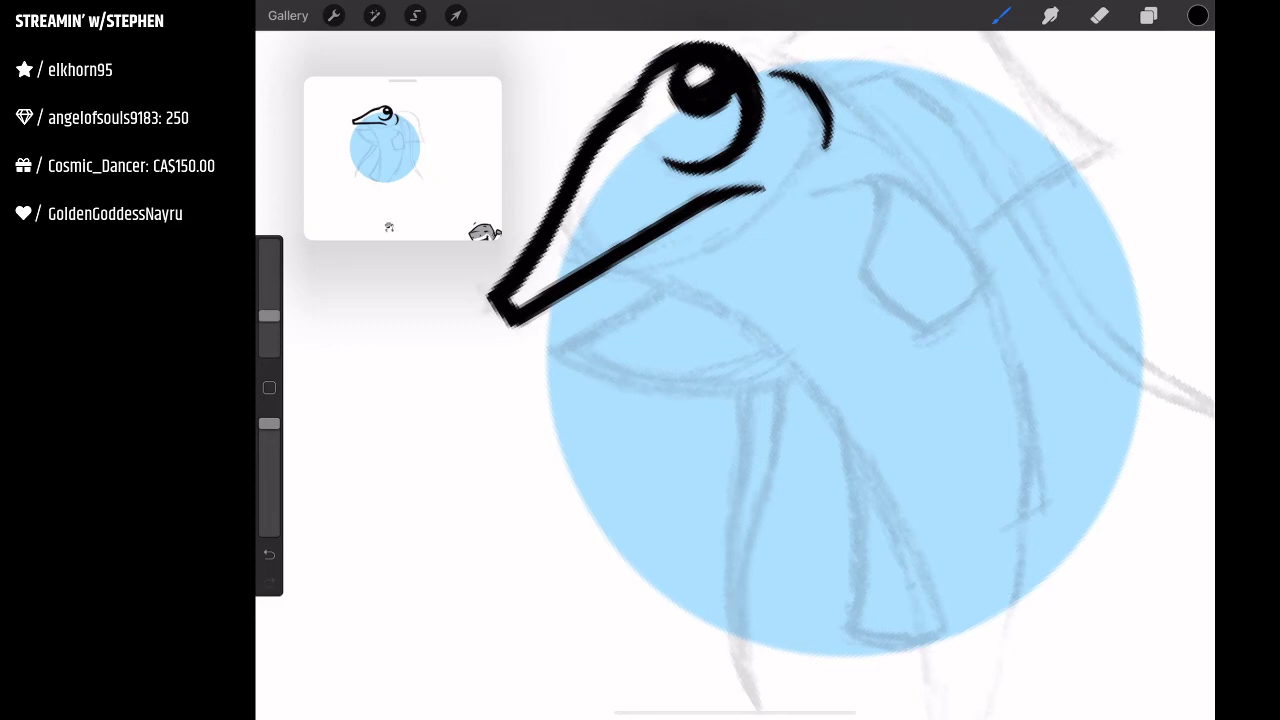 STREAMIN' w/STEPHEN
/ elkhorn95
/ angelofsouls9183: 250
/ Cosmic_Dancer: CA$150.00
/ GoldenGoddessNayru
Gallery